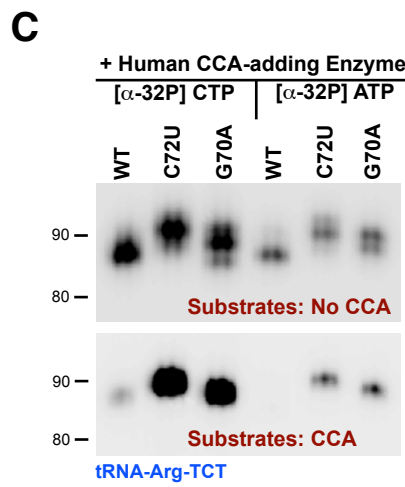 C
+ Human CCA-adding Enzyme
[α-32P] CTP [α-32P] ATP
WT C72U G70A WT C72U G70A
90
80
Substrates: No CCA
90
80
Substrates: CCA
tRNA-Arg-TCT